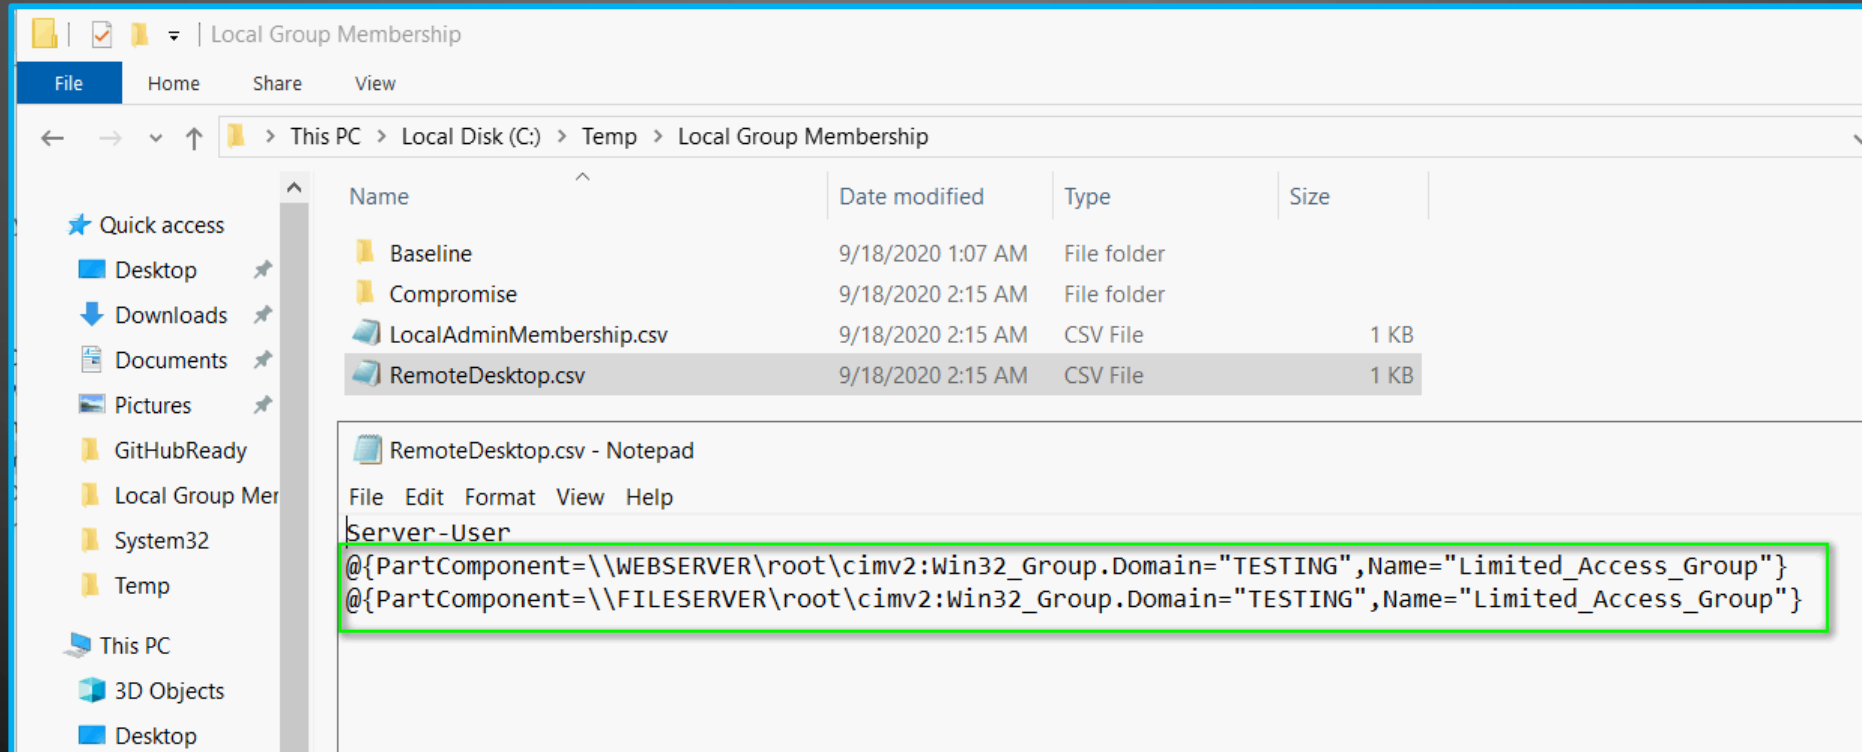 Local Group Membership
File Home Share View
This PC > Local Disk (C:) > Temp > Local Group Membership
Name Date modified Type Size
Quick access
Desktop
Downloads
Documents
Pictures
GitHubReady
Local Group Mer
System32
Temp
This PC
3D Objects
Desktop
Baseline 9/18/2020 1:07 AM File folder
Compromise 9/18/2020 2:15 AM File folder
LocalAdminMembership.csv 9/18/2020 2:15 AM CSV File 1 KB
RemoteDesktop.csv 9/18/2020 2:15 AM CSV File 1 KB
RemoteDesktop.csv - Notepad
File Edit Format View Help
Server-User
@{PartComponent=\\WEBSERVER\root\cimv2:Win32_Group.Domain="TESTING",Name="Limited_Access_Group"}
@{PartComponent=\\FILESERVER\root\cimv2:Win32_Group.Domain="TESTING",Name="Limited_Access_Group"}